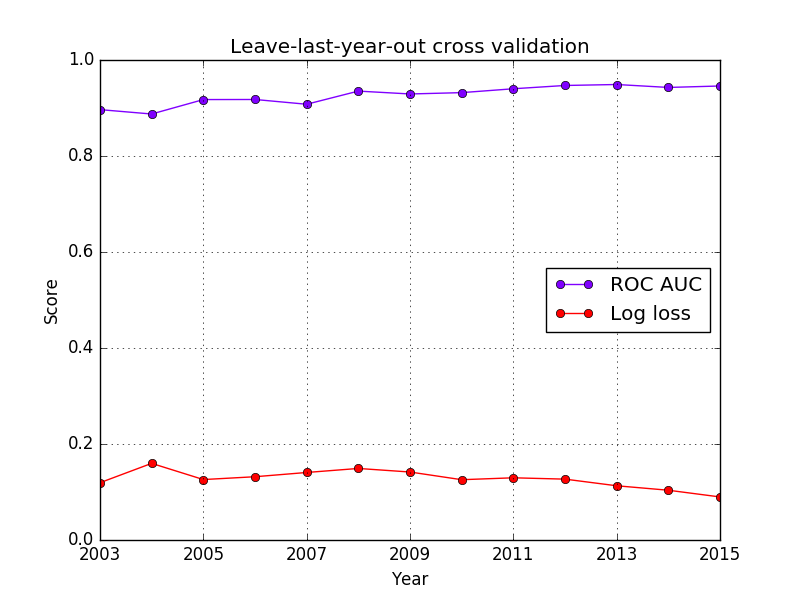 Leave-last-year-out cross validation
1.0
0.8
0.6
0.4
0.2
0.0
Score
ROC AUC
Log loss
2003 2005 2007 2009 2011 2013 2015
Year